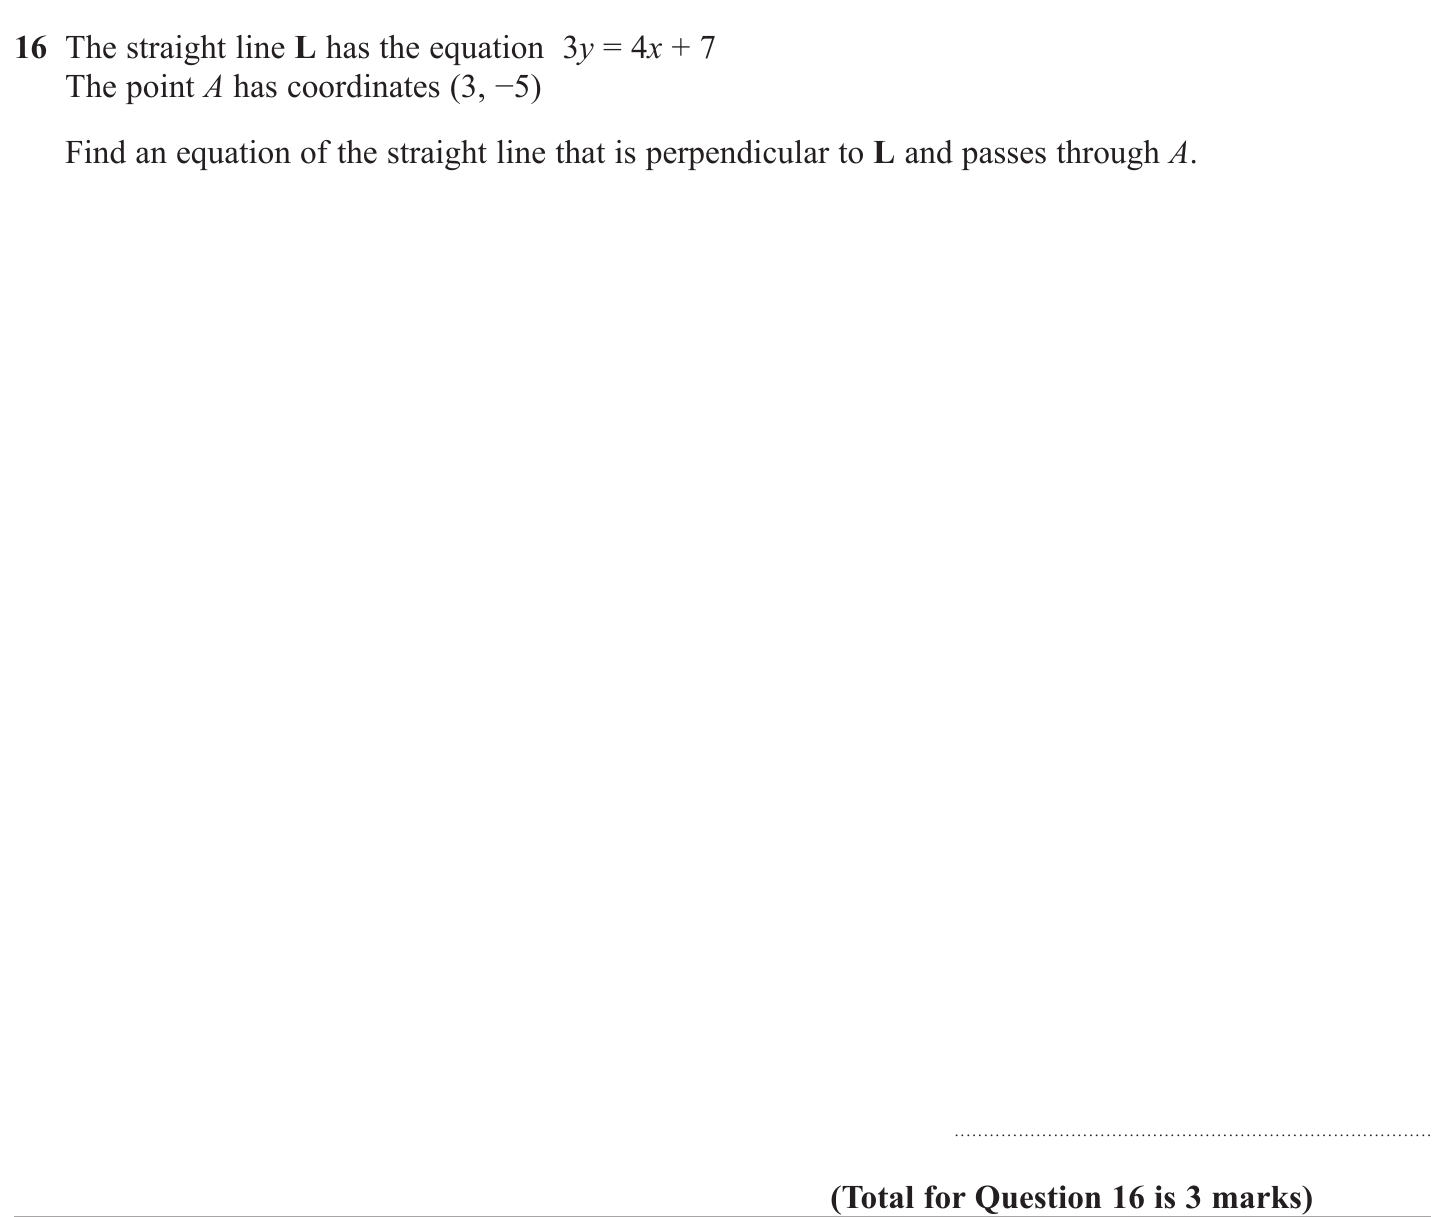 16 The straight line L has the equation 3y = 4x + 7
The point A has coordinates (3, −5)
Find an equation of the straight line that is perpendicular to L and passes through A.
(Total for Question 16 is 3 marks)